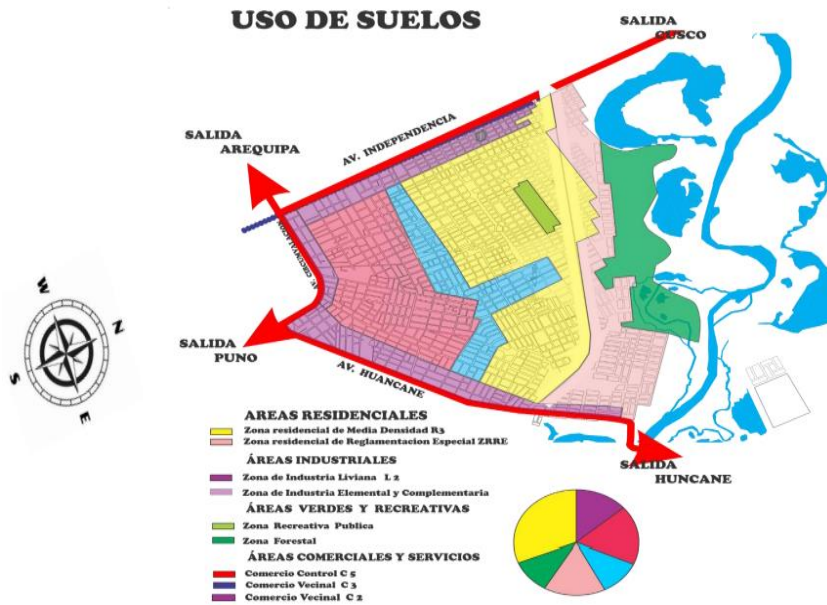 USO DE SUELOS
SALIDA
CUSCO
AV. INDEPENDENCIA
SALIDA
AREQUIPA
AV. CIRCUNVALACION
SALIDA
PUNO
AV. HUANCANE
W
N
S
E
SALIDA
HUNCANE
AREAS RESIDENCIALES
Zona residencial de Media Densidad R3
Zona residencial de Reglamentacion Especial ZRRE
ÁREAS INDUSTRIALES
Zona de Industria Liviana L 2
Zona de Industria Elemental y Complementaria
ÁREAS VERDES Y RECREATIVAS
Zona Recreativa Publica
Zona Forestal
ÁREAS COMERCIALES Y SERVICIOS
Comercio Control C 5
Comercio Vecinal C 3
Comercio Vecinal C 2